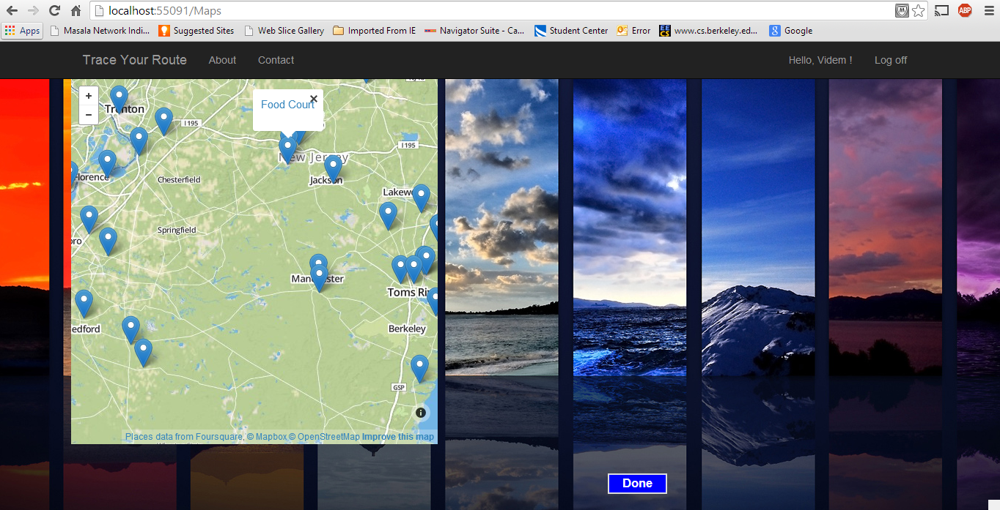 localhost:55091/Maps
Apps Masala Network Indi... Suggested Sites Web Slice Gallery Imported From IE Navigator Suite - Ca... Student Center Error www.cs.berkeley.ed... Google
Trace Your Route About Contact Hello, Videm ! Log off
+
−
Food Court ×
Trenton
I 195
I 195
New Jersey
Florence
Chesterfield
Jackson
Lakew
Springfield
oro
Manchester
Toms Ri
edford
Berkeley
GSP
Places data from Foursquare, © Mapbox © OpenStreetMap Improve this map
Done